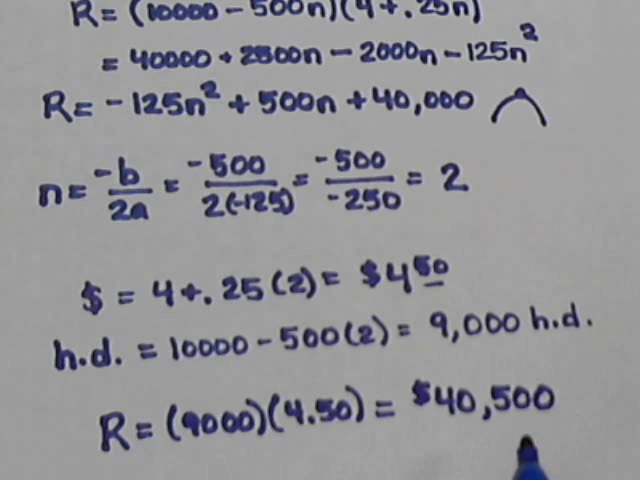 R = (10000 - 500n)(4 + .25n)
= 40000 + 2500n - 2000n - 125n²
R = -125n² + 500n + 40,000
n = -b/2a = -500/2(-125) = -500/-250 = 2
$ = 4 + .25(2) = $4 50
h.d. = 10000 - 500(2) = 9,000 h.d.
R = (9000)(4.50) = $40,500